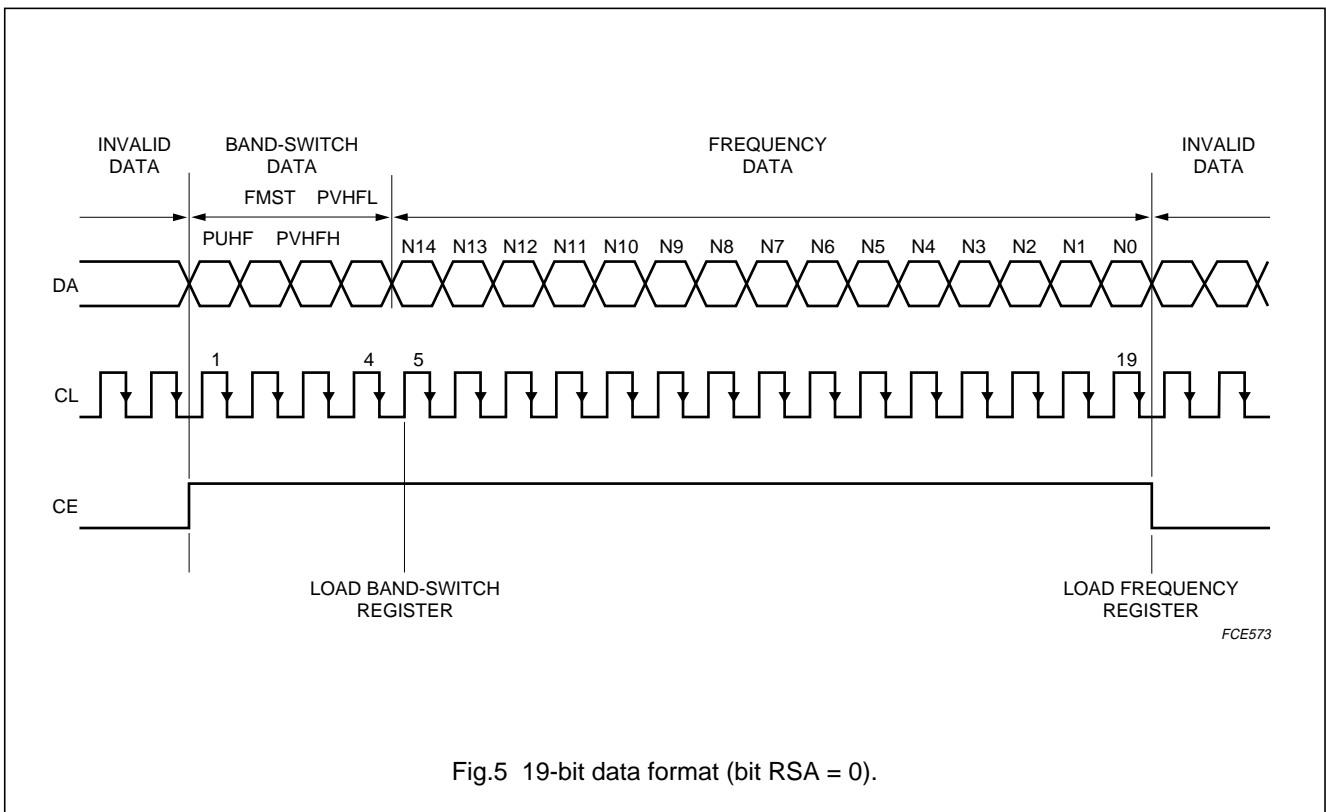 INVALID DATA
BAND-SWITCH DATA
FREQUENCY DATA
INVALID DATA
FMST PVHFL
PUHF PVHFH
N14 N13 N12 N11 N10 N9 N8 N7 N6 N5 N4 N3 N2 N1 N0
DA
1 4 5 19
CL
CE
LOAD BAND-SWITCH REGISTER
LOAD FREQUENCY REGISTER
FCE573
Fig.5 19-bit data format (bit RSA = 0).